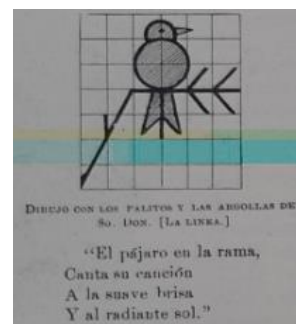 DIBUJO CON LOS PALITOS Y LAS ARGOLLAS DE
5o. DON. [LA LINEA.]
“El pájaro en la rama,
Canta su canción
A la suave brisa
Y al radiante sol.”